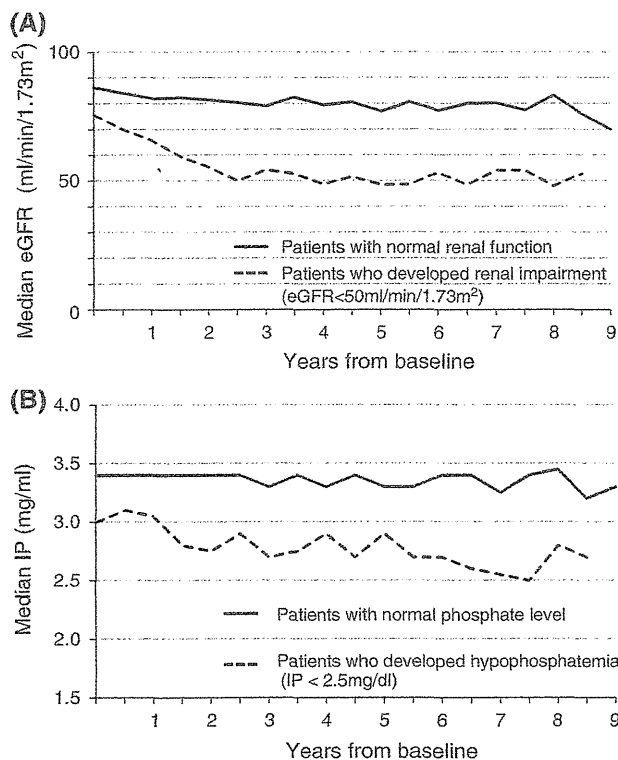 (A)
100
50
0
Median eGFR (ml/min/1.73m²)
Patients with normal renal function
Patients who developed renal impairment
(eGFR<50ml/min/1.73m²)
1 2 3 4 5 6 7 8 9
Years from baseline
(B)
4.0
3.5
3.0
2.5
2.0
1.5
Median IP (mg/ml)
Patients with normal phosphate level
Patients who developed hypophosphatemia
(IP < 2.5mg/dl)
1 2 3 4 5 6 7 8 9
Years from baseline